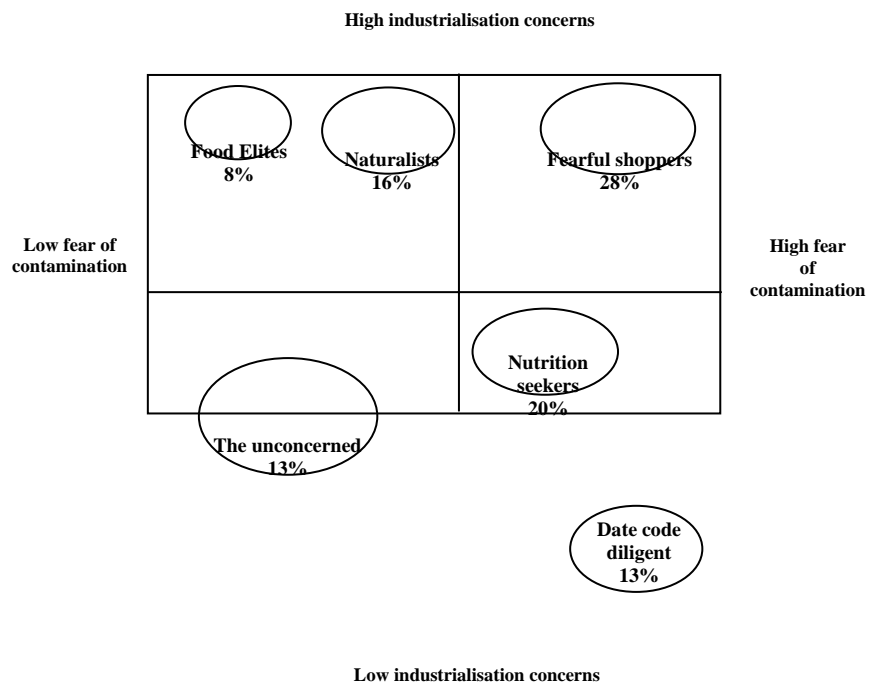 High industrialisation concerns
Food Elites
8%
Naturalists
16%
Fearful shoppers
28%
Low fear of
contamination
High fear
of
contamination
Nutrition
seekers
20%
The unconcerned
13%
Date code
diligent
13%
Low industrialisation concerns